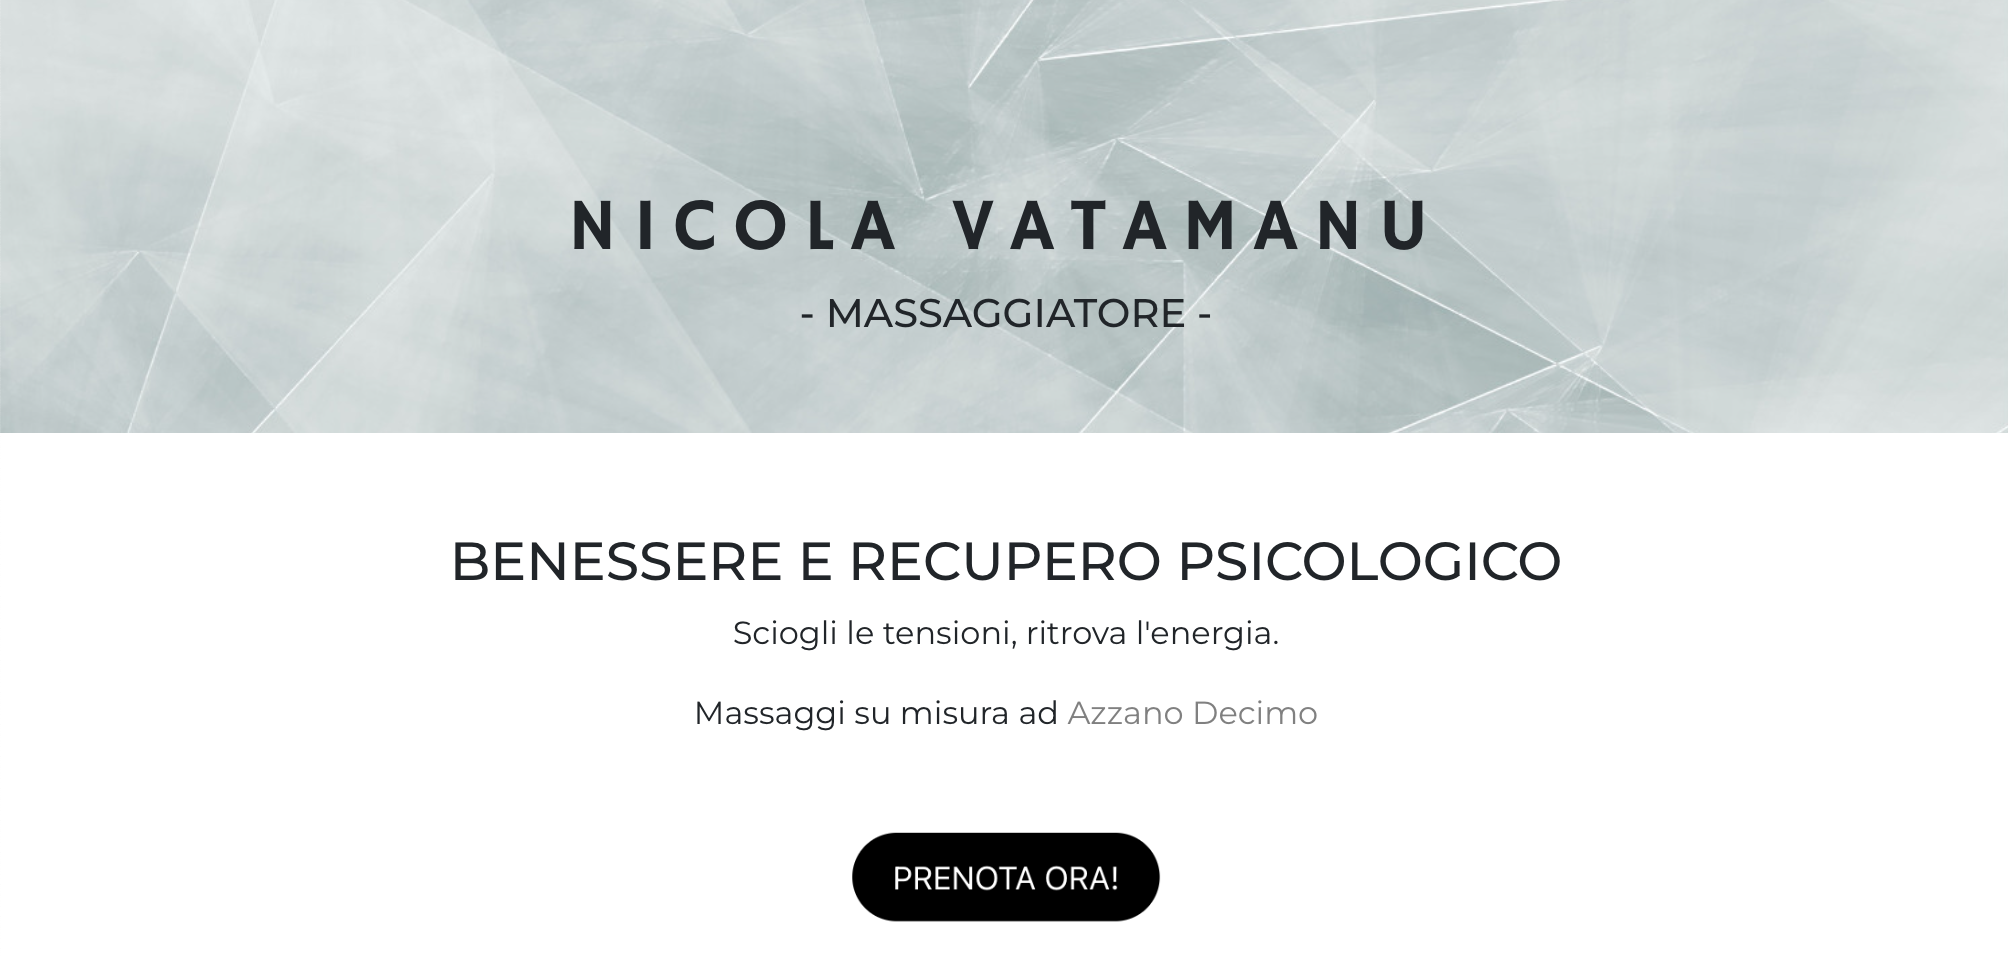 NICOLA VATAMANU
- MASSAGGIATORE -
BENESSERE E RECUPERO PSICOLOGICO
Sciogli le tensioni, ritrova l'energia.
Massaggi su misura ad Azzano Decimo
PRENOTA ORA!